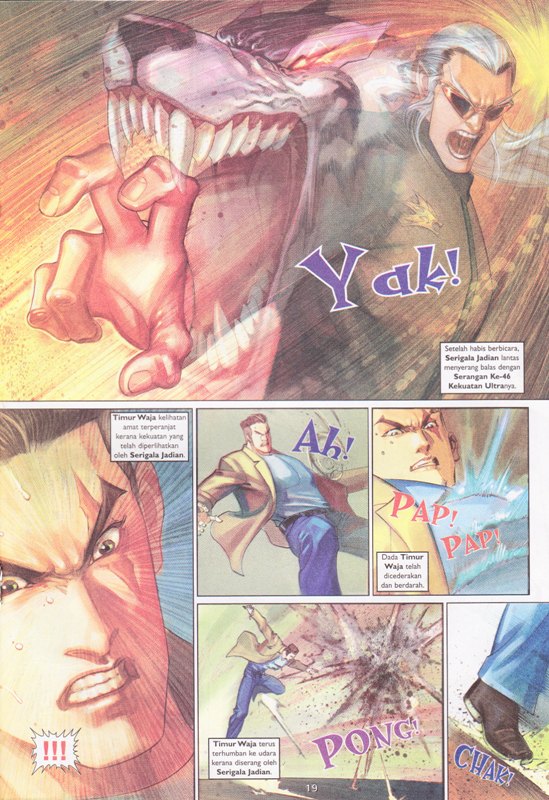 Yak!
Setelah habis berbicara,
Serigala Jadian lantas
menyerang balas dengan
Serangan Ke-46
Kekuatan Ultranya.
Timur Waja kelihatan
amat terperanjat
kerana kekuatan yang
telah diperlihatkan
oleh Serigala Jadian.
!!!
Ah!
PAP!
PAP!
Dada Timur
Waja telah
dicederakan
dan berdarah.
PONG!
Timur Waja terus
terhumban ke udara
kerana diserang oleh
Serigala Jadian.
CHAK!
19